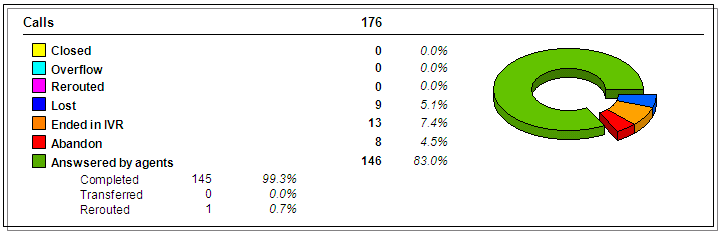 Calls 176
Closed 0 0.0%
Overflow 0 0.0%
Rerouted 0 0.0%
Lost 9 5.1%
Ended in IVR 13 7.4%
Abandon 8 4.5%
Answsered by agents 146 83.0%
Completed 145 99.3%
Transferred 0 0.0%
Rerouted 1 0.7%